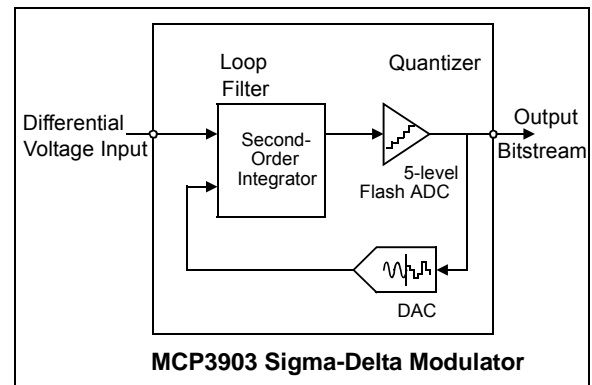 Loop
Filter
Quantizer
Differential
Voltage Input
Second-
Order
Integrator
Output
Bitstream
5-level
Flash ADC
DAC
MCP3903 Sigma-Delta Modulator